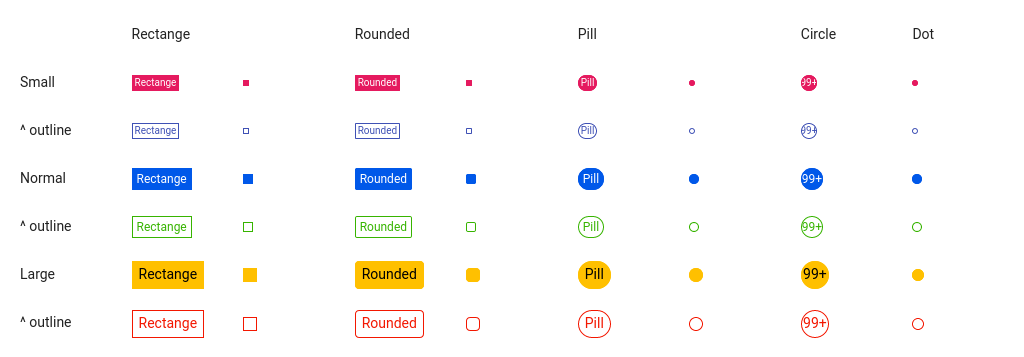 Rectange Rounded Pill Circle Dot
Small Rectange Rounded Pill 99+
^ outline Rectange Rounded Pill 99+
Normal Rectange Rounded Pill 99+
^ outline Rectange Rounded Pill 99+
Large Rectange Rounded Pill 99+
^ outline Rectange Rounded Pill 99+